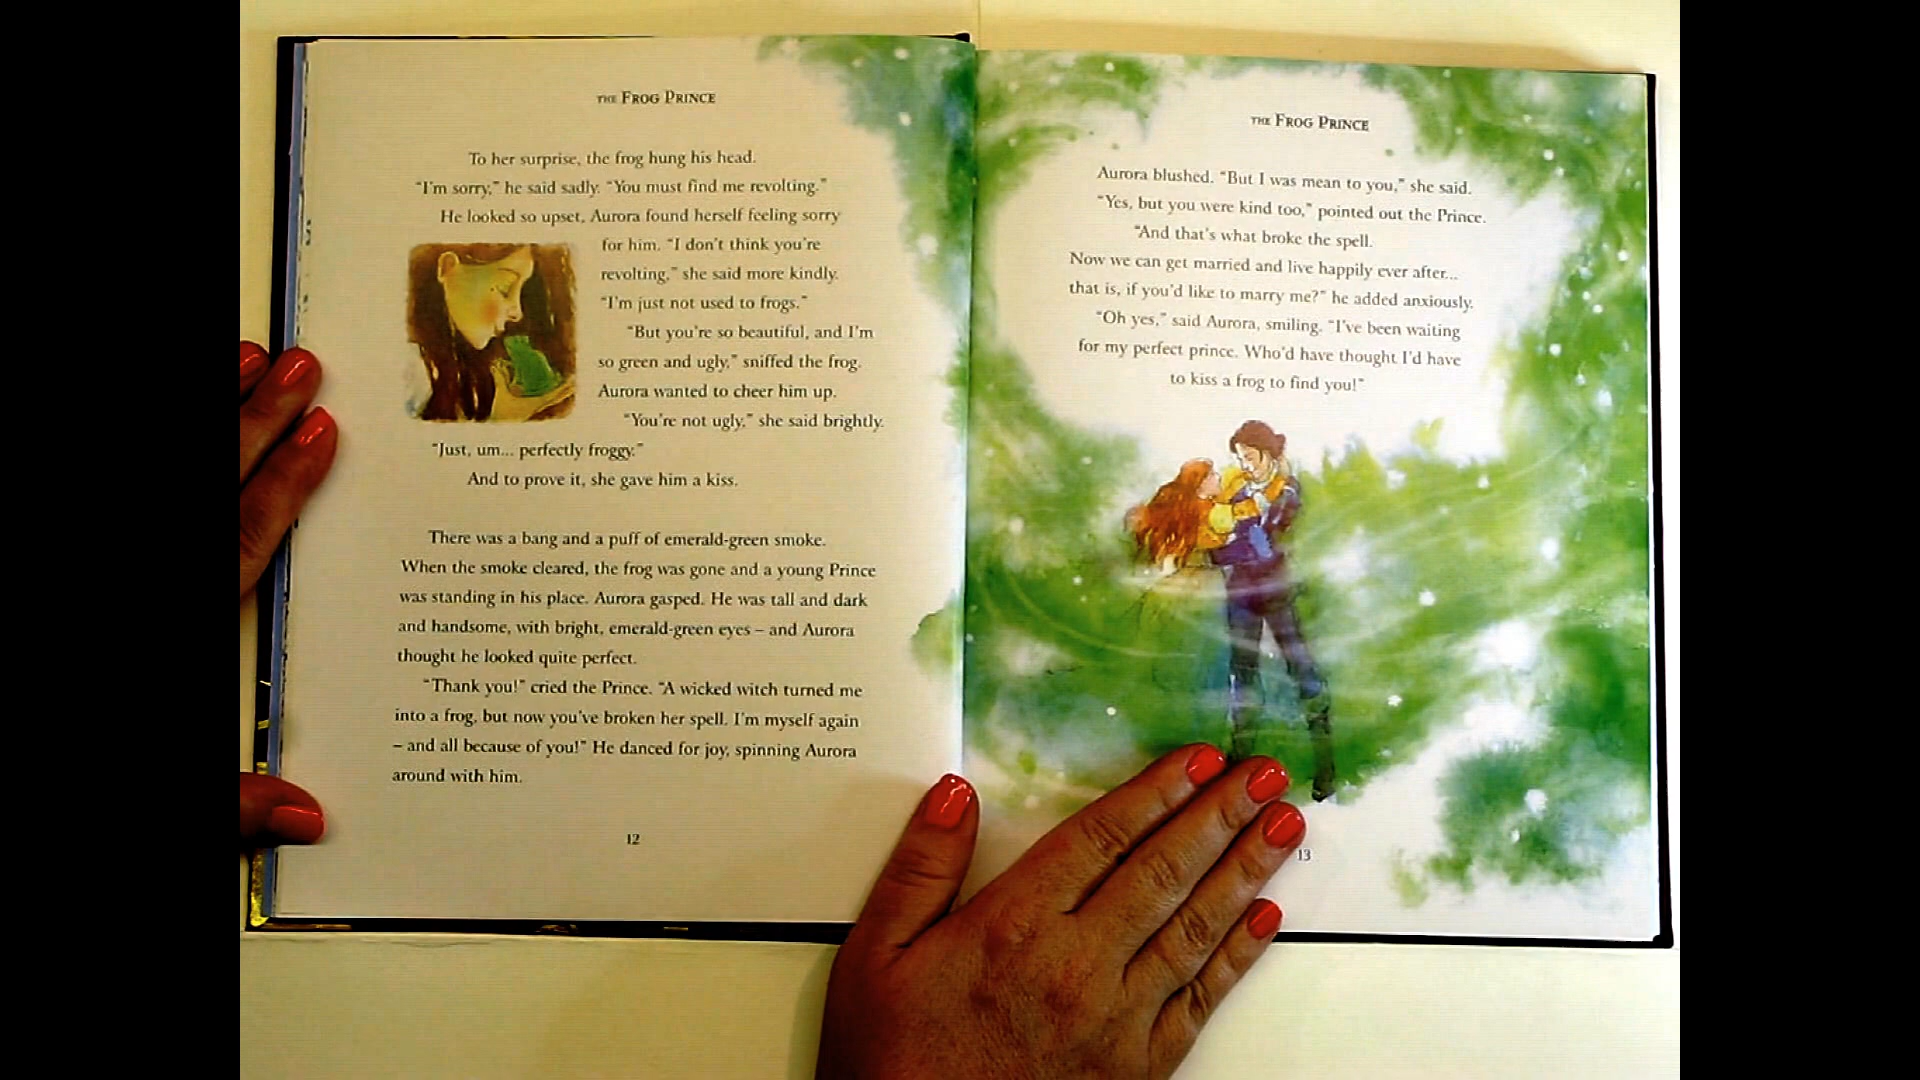 THE FROG PRINCE
To her surprise, the frog hung his head.
“I'm sorry,” he said sadly. “You must find me revolting.”
He looked so upset, Aurora found herself feeling sorry
for him. “I don't think you're
revolting,” she said more kindly.
“I'm just not used to frogs.”
“But you're so beautiful, and I'm
so green and ugly,” sniffed the frog.
Aurora wanted to cheer him up.
“You're not ugly,” she said brightly.
“Just, um... perfectly froggy.”
And to prove it, she gave him a kiss.
There was a bang and a puff of emerald-green smoke.
When the smoke cleared, the frog was gone and a young Prince
was standing in his place. Aurora gasped. He was tall and dark
and handsome, with bright, emerald-green eyes – and Aurora
thought he looked quite perfect.
“Thank you!” cried the Prince. “A wicked witch turned me
into a frog, but now you've broken her spell. I'm myself again
– and all because of you!” He danced for joy, spinning Aurora
around with him.
12
THE FROG PRINCE
Aurora blushed. “But I was mean to you,” she said.
“Yes, but you were kind too,” pointed out the Prince.
“And that's what broke the spell.
Now we can get married and live happily ever after...
that is, if you'd like to marry me?” he added anxiously.
“Oh yes,” said Aurora, smiling. “I've been waiting
for my perfect prince. Who'd have thought I'd have
to kiss a frog to find you!”
13